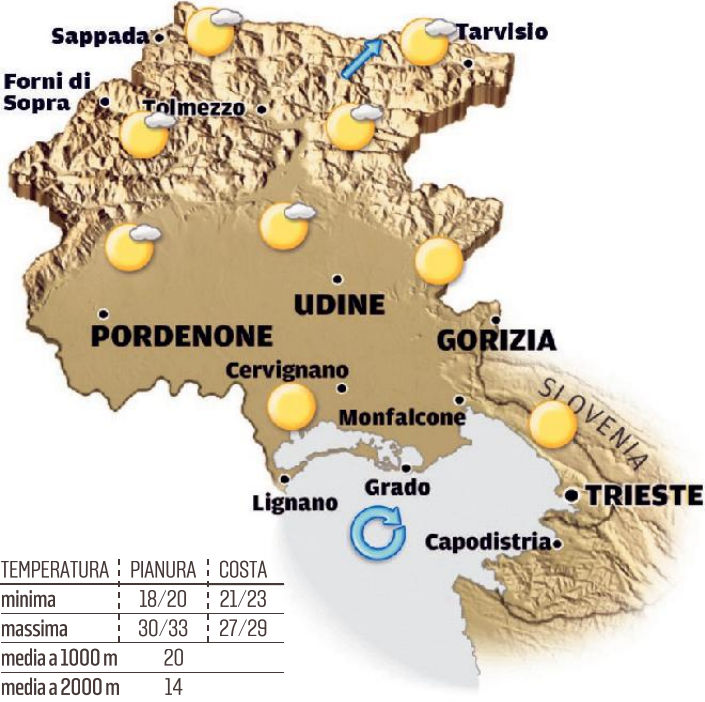 Sappada
Tarvisio
Forni di
Sopra
Tolmezzo
UDINE
PORDENONE
GORIZIA
Cervignano
SLOVENIA
Monfalcone
Grado
Lignano
TRIESTE
Capodistria
TEMPERATURA PIANURA COSTA
minima 18/20 21/23
massima 30/33 27/29
media a 1000 m 20
media a 2000 m 14